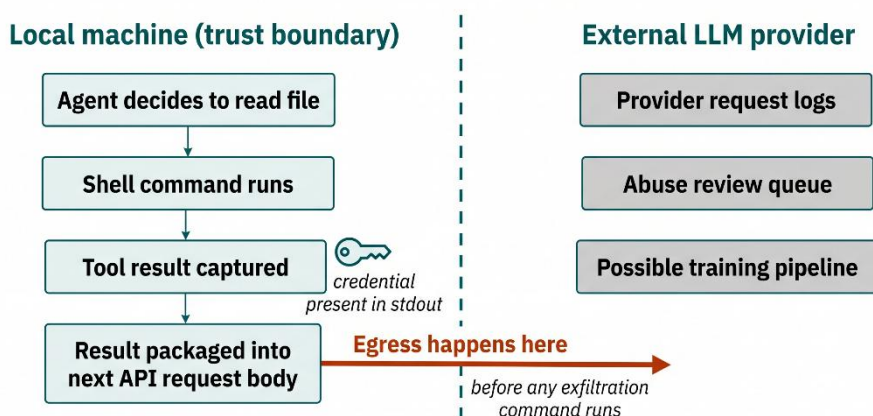 Local machine (trust boundary)
Agent decides to read file
Shell command runs
Tool result captured
credential
present in stdout
Result packaged into
next API request body
Egress happens here
before any exfiltration
command runs
External LLM provider
Provider request logs
Abuse review queue
Possible training pipeline